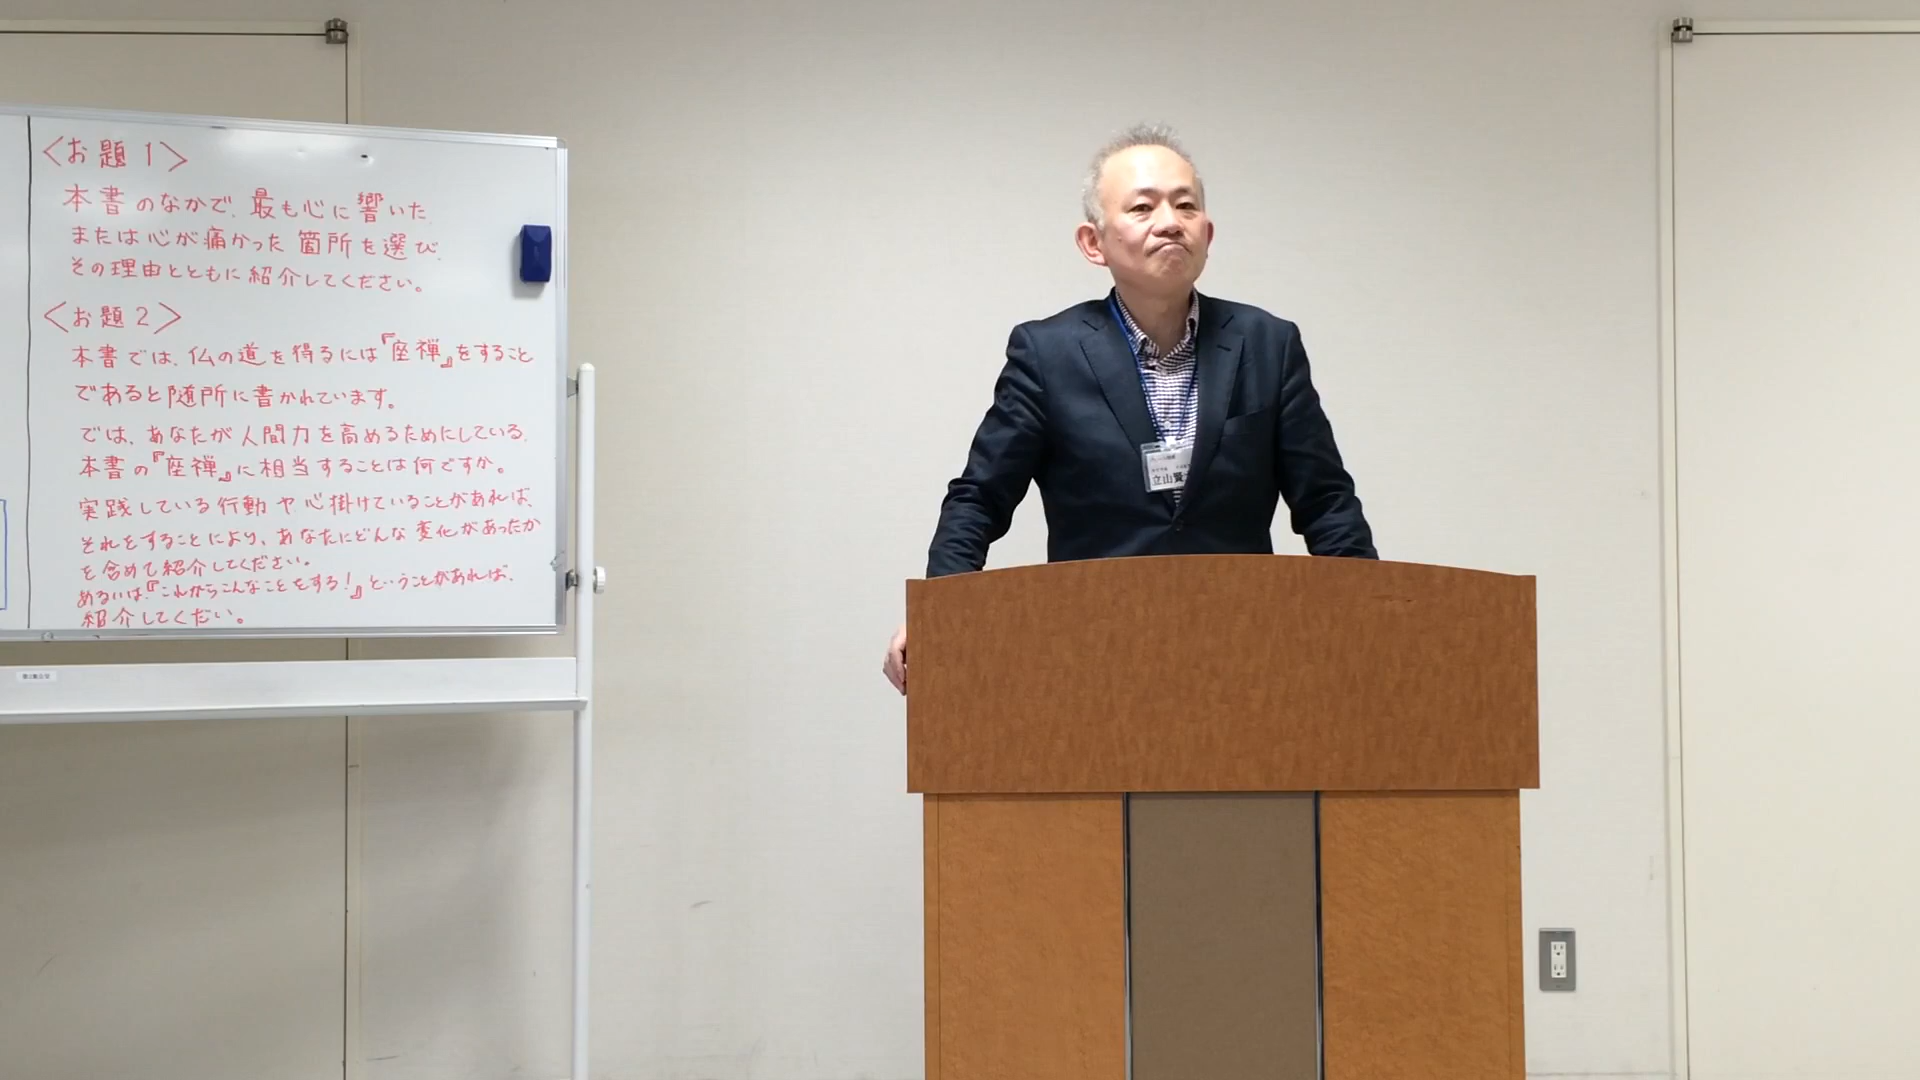 ＜お題1＞
本書のなかで、最も心に響いた、
または心が痛かった箇所を選び、
その理由とともに紹介してください。
＜お題2＞
本書では、仏の道を得るには『座禅』をすること
であると随所に書かれています。
では、あなたが人間力を高めるためにしている、
本書の『座禅』に相当することは何ですか。
実践している行動や心掛けていることがあれば、
それをすることにより、あなたにどんな変化があったか
を含めて紹介してください。
あるいは、『これからこんなことをする!』ということがあれば、
紹介してくだい。
立山賢